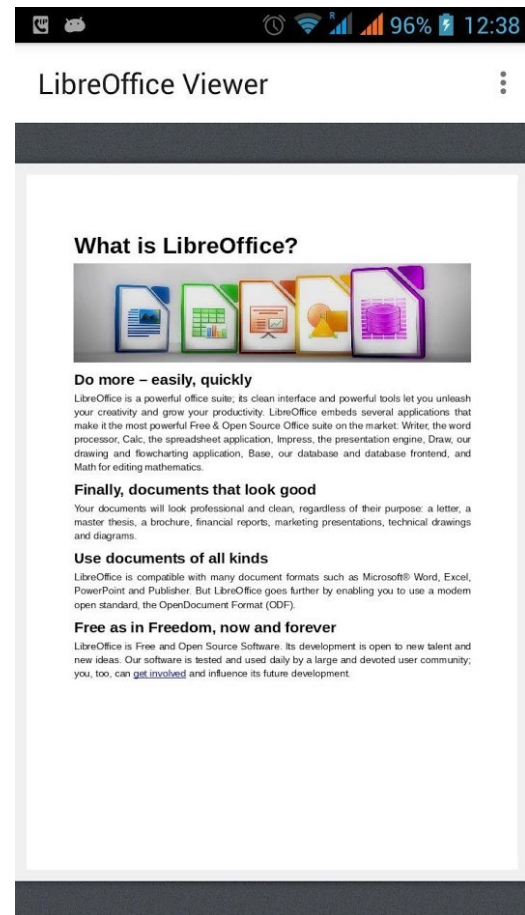 R 96% 12:38
LibreOffice Viewer
What is LibreOffice?
Do more – easily, quickly
LibreOffice is a powerful office suite; its clean interface and powerful tools let you unleash
your creativity and grow your productivity. LibreOffice embeds several applications that
make it the most powerful Free & Open Source Office suite on the market: Writer, the word
processor, Calc, the spreadsheet application, Impress, the presentation engine, Draw, our
drawing and flowcharting application, Base, our database and database frontend, and
Math for editing mathematics.
Finally, documents that look good
Your documents will look professional and clean, regardless of their purpose: a letter, a
master thesis, a brochure, financial reports, marketing presentations, technical drawings
and diagrams.
Use documents of all kinds
LibreOffice is compatible with many document formats such as Microsoft® Word, Excel,
PowerPoint and Publisher. But LibreOffice goes further by enabling you to use a modern
open standard, the OpenDocument Format (ODF).
Free as in Freedom, now and forever
LibreOffice is Free and Open Source Software. Its development is open to new talent and
new ideas. Our software is tested and used daily by a large and devoted user community;
you, too, can get involved and influence its future development.